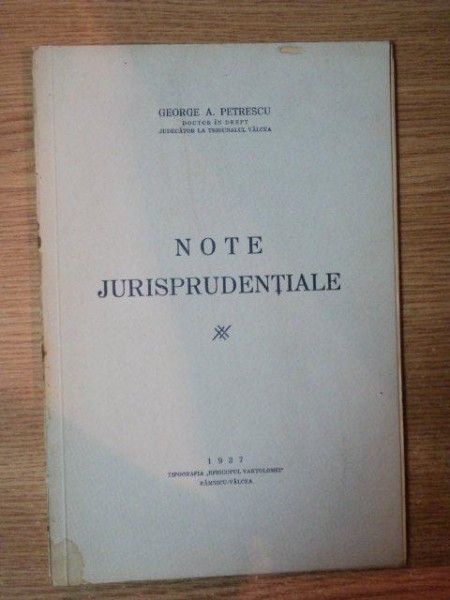 GEORGE A. PETRESCU
DOCTOR ÎN DREPT
JUDECĂTOR LA TRIBUNALUL VÂLCEA
NOTE
JURISPRUDENȚIALE
1937
TIPOGRAFIA „EPISCOPUL VARTOLOMEI”
RÂMNICU-VÂLCEA